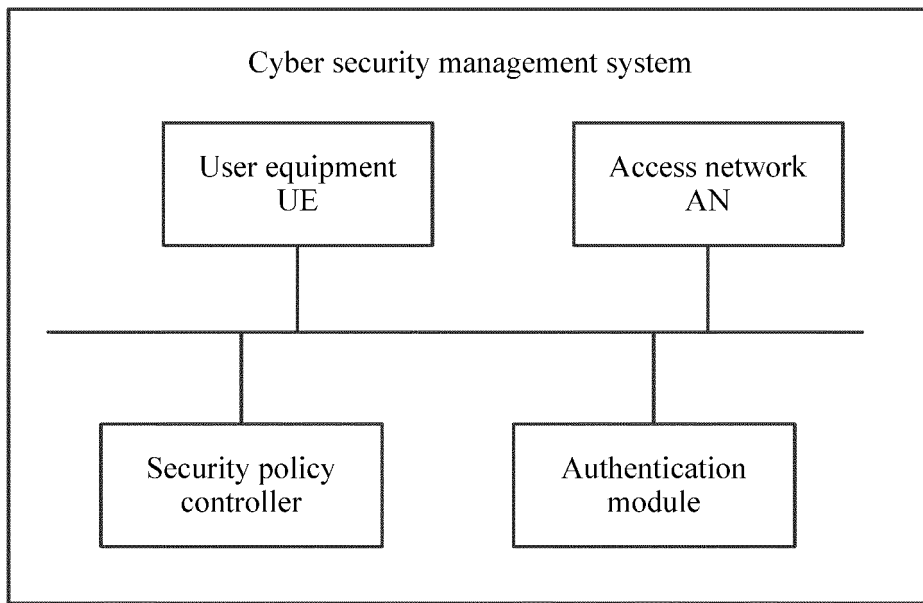 Cyber security management system
User equipment
UE
Access network
AN
Security policy
controller
Authentication
module